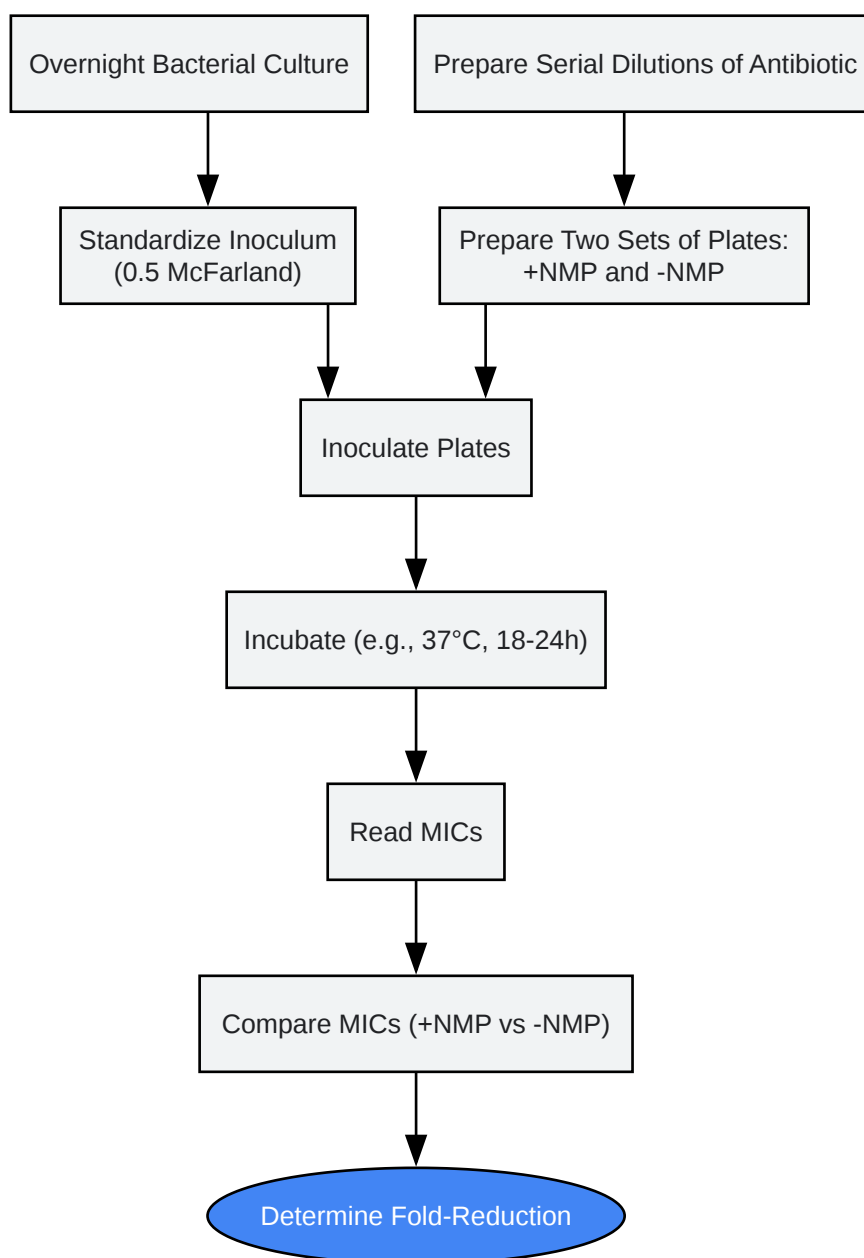 Overnight Bacterial Culture
Prepare Serial Dilutions of Antibiotic
Standardize Inoculum
(0.5 McFarland)
Prepare Two Sets of Plates:
+NMP and -NMP
Inoculate Plates
Incubate (e.g., 37°C, 18-24h)
Read MICs
Compare MICs (+NMP vs -NMP)
Determine Fold-Reduction